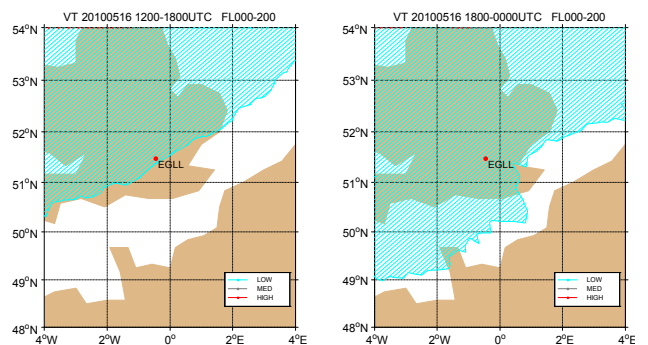 VT 20100516 1200-1800UTC FL000-200
54°N
53°N
52°N
51°N
50°N
49°N
48°N
4°W
2°W
0°
2°E
4°E
EGLL
LOW
MED
HIGH
VT 20100516 1800-0000UTC FL000-200
54°N
53°N
52°N
51°N
50°N
49°N
48°N
4°W
2°W
0°E
2°E
4°E
EGLL
LOW
MED
HIGH